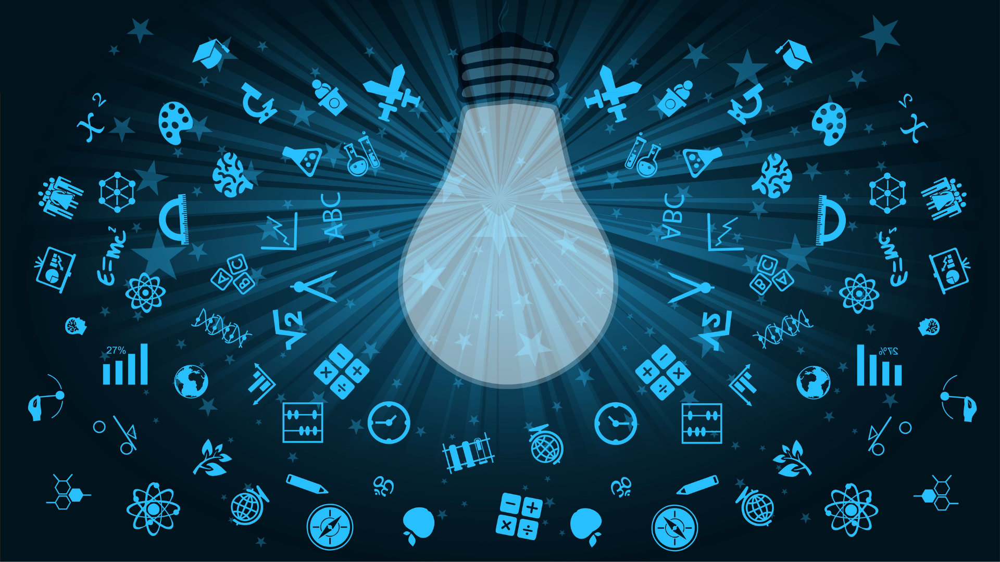 x²
x²
ABC
ABC
E=mc²
E=mc²
A B C
A B C
√2
√2
27%
27%
− + × ÷
− + × ÷
ॐ
ॐ
− + × ÷